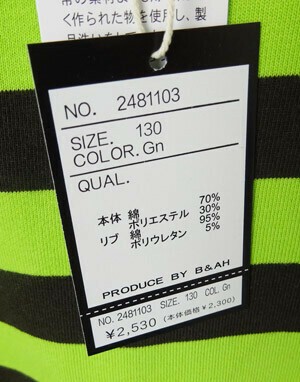 く作られた物を使用し、製
NO. 2481103
SIZE. 130
COLOR. Gn
QUAL.
本体 綿 70%
ポリエステル 30%
リブ 綿 95%
ポリウレタン 5%
PRODUCE BY B&AH
NO. 2481103 SIZE. 130 COL. Gn
¥2,530 (本体価格¥2,300)